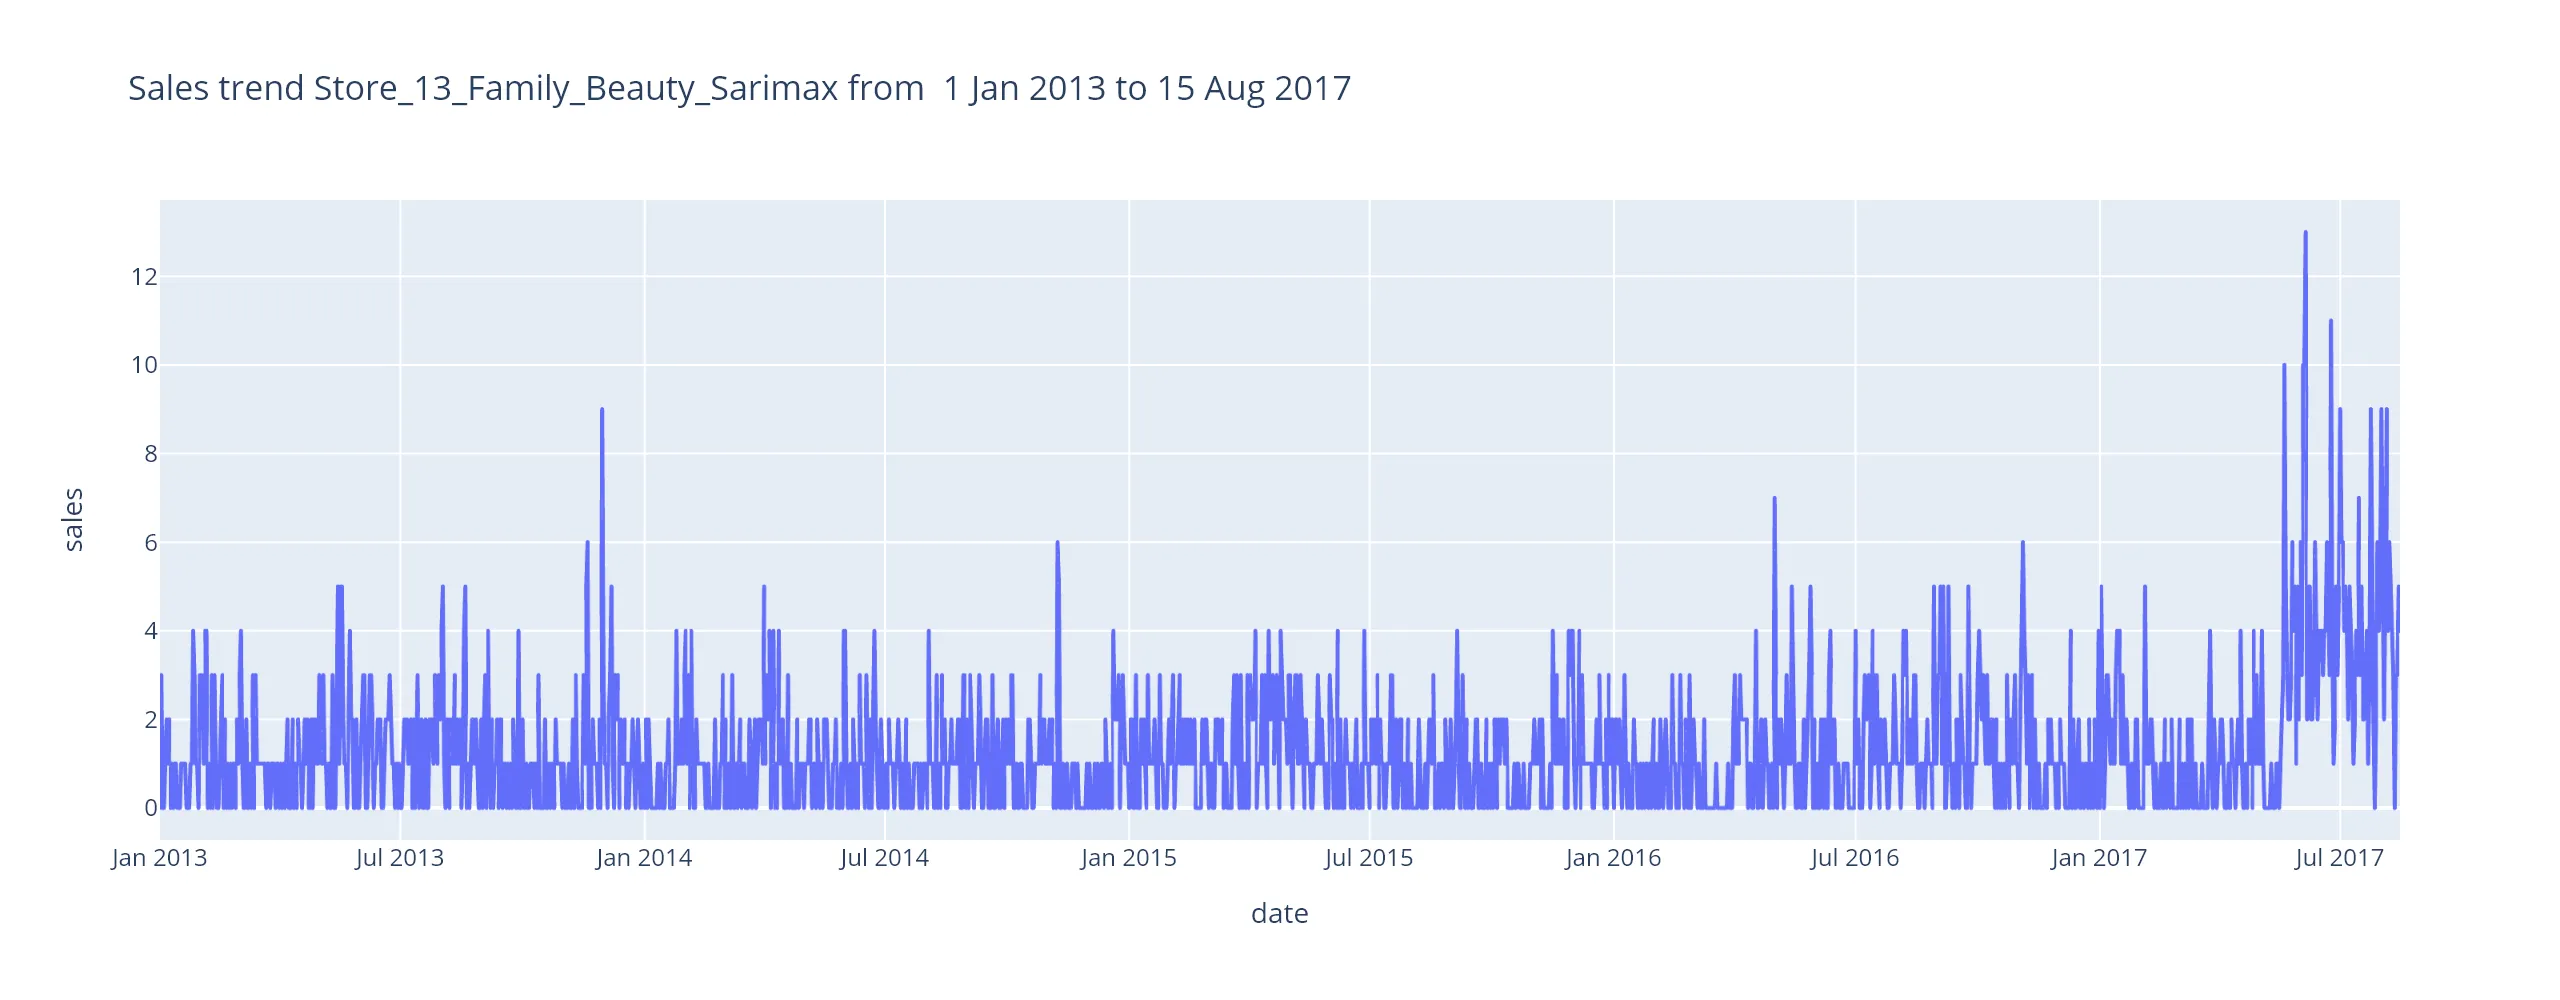 Sales trend Store_13_Family_Beauty_Sarimax from  1 Jan 2013 to 15 Aug 2017
12
10
8
6
4
2
0
sales
Jan 2013 Jul 2013 Jan 2014 Jul 2014 Jan 2015 Jul 2015 Jan 2016 Jul 2016 Jan 2017 Jul 2017
date